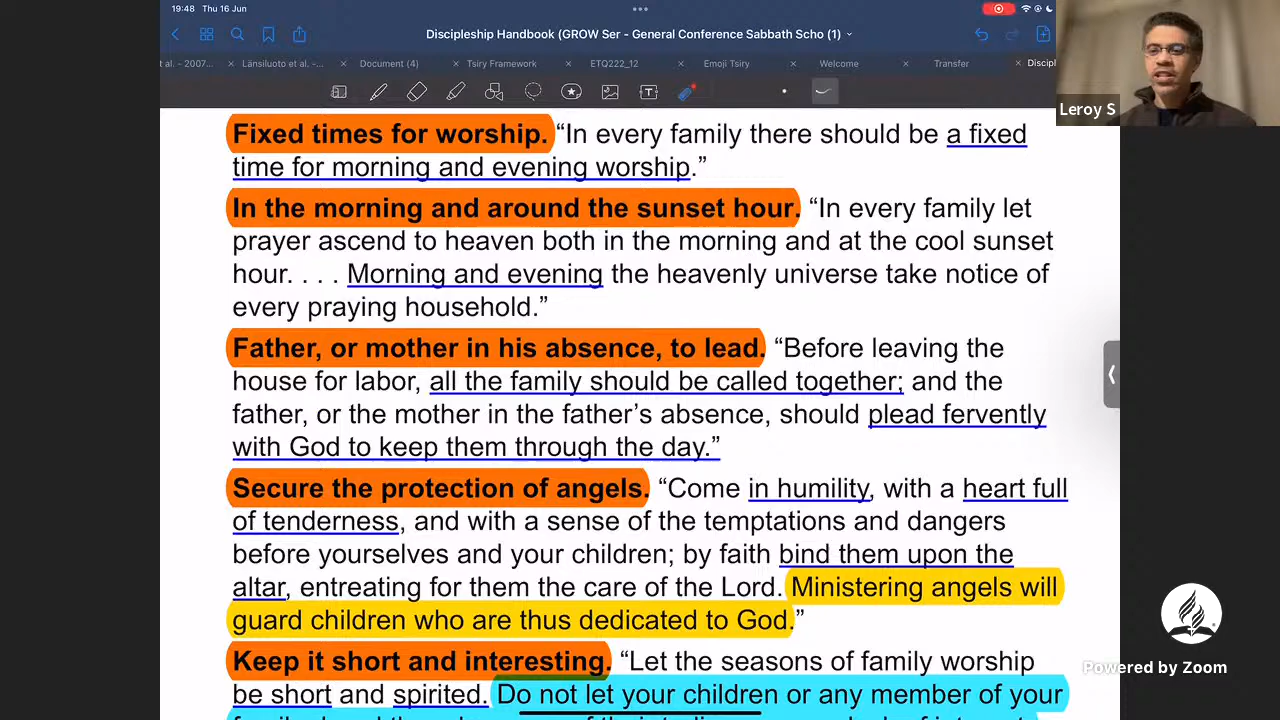 19:48 Thu 16 Jun
Discipleship Handbook (GROW Ser - General Conference Sabbath Scho (1)
t al. - 2007...
Länsiluoto et al. -...
Document (4)
Tsiry Framework
ETQ222_12
Emoji Tsiry
Welcome
Transfer
Discipl
Leroy S
Fixed times for worship. “In every family there should be a fixed
time for morning and evening worship.”
In the morning and around the sunset hour. “In every family let
prayer ascend to heaven both in the morning and at the cool sunset
hour. . . . Morning and evening the heavenly universe take notice of
every praying household.”
Father, or mother in his absence, to lead. “Before leaving the
house for labor, all the family should be called together; and the
father, or the mother in the father’s absence, should plead fervently
with God to keep them through the day.”
Secure the protection of angels. “Come in humility, with a heart full
of tenderness, and with a sense of the temptations and dangers
before yourselves and your children; by faith bind them upon the
altar, entreating for them the care of the Lord. Ministering angels will
guard children who are thus dedicated to God.”
Keep it short and interesting. “Let the seasons of family worship
be short and spirited. Do not let your children or any member of your
Powered by Zoom